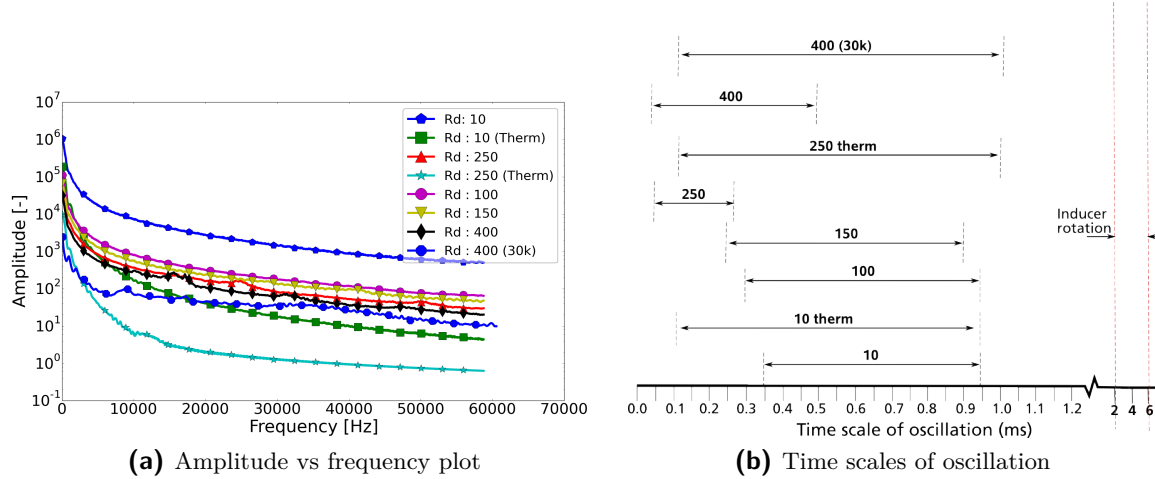 10^7
10^6
10^5
10^4
10^3
10^2
10^1
10^0
10^-1
Amplitude [-]
0
10000
20000
30000
40000
50000
60000
70000
Frequency [Hz]
Rd: 10
Rd : 10 (Therm)
Rd : 250
Rd : 250 (Therm)
Rd : 100
Rd : 150
Rd : 400
Rd : 400 (30k)
(a) Amplitude vs frequency plot
400 (30k)
400
250 therm
250
150
100
10 therm
10
Inducer
rotation
0.0 0.1 0.2 0.3 0.4 0.5 0.6 0.7 0.8 0.9 1.0 1.1 1.2 2 4 6
Time scale of oscillation (ms)
(b) Time scales of oscillation